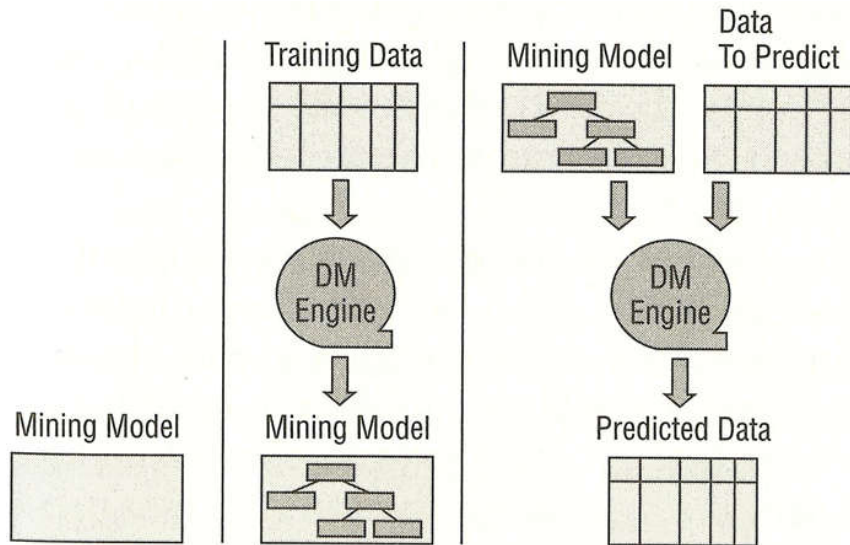 Mining Model
Training Data
DM
Engine
Mining Model
Mining Model
Data
To Predict
DM
Engine
Predicted Data